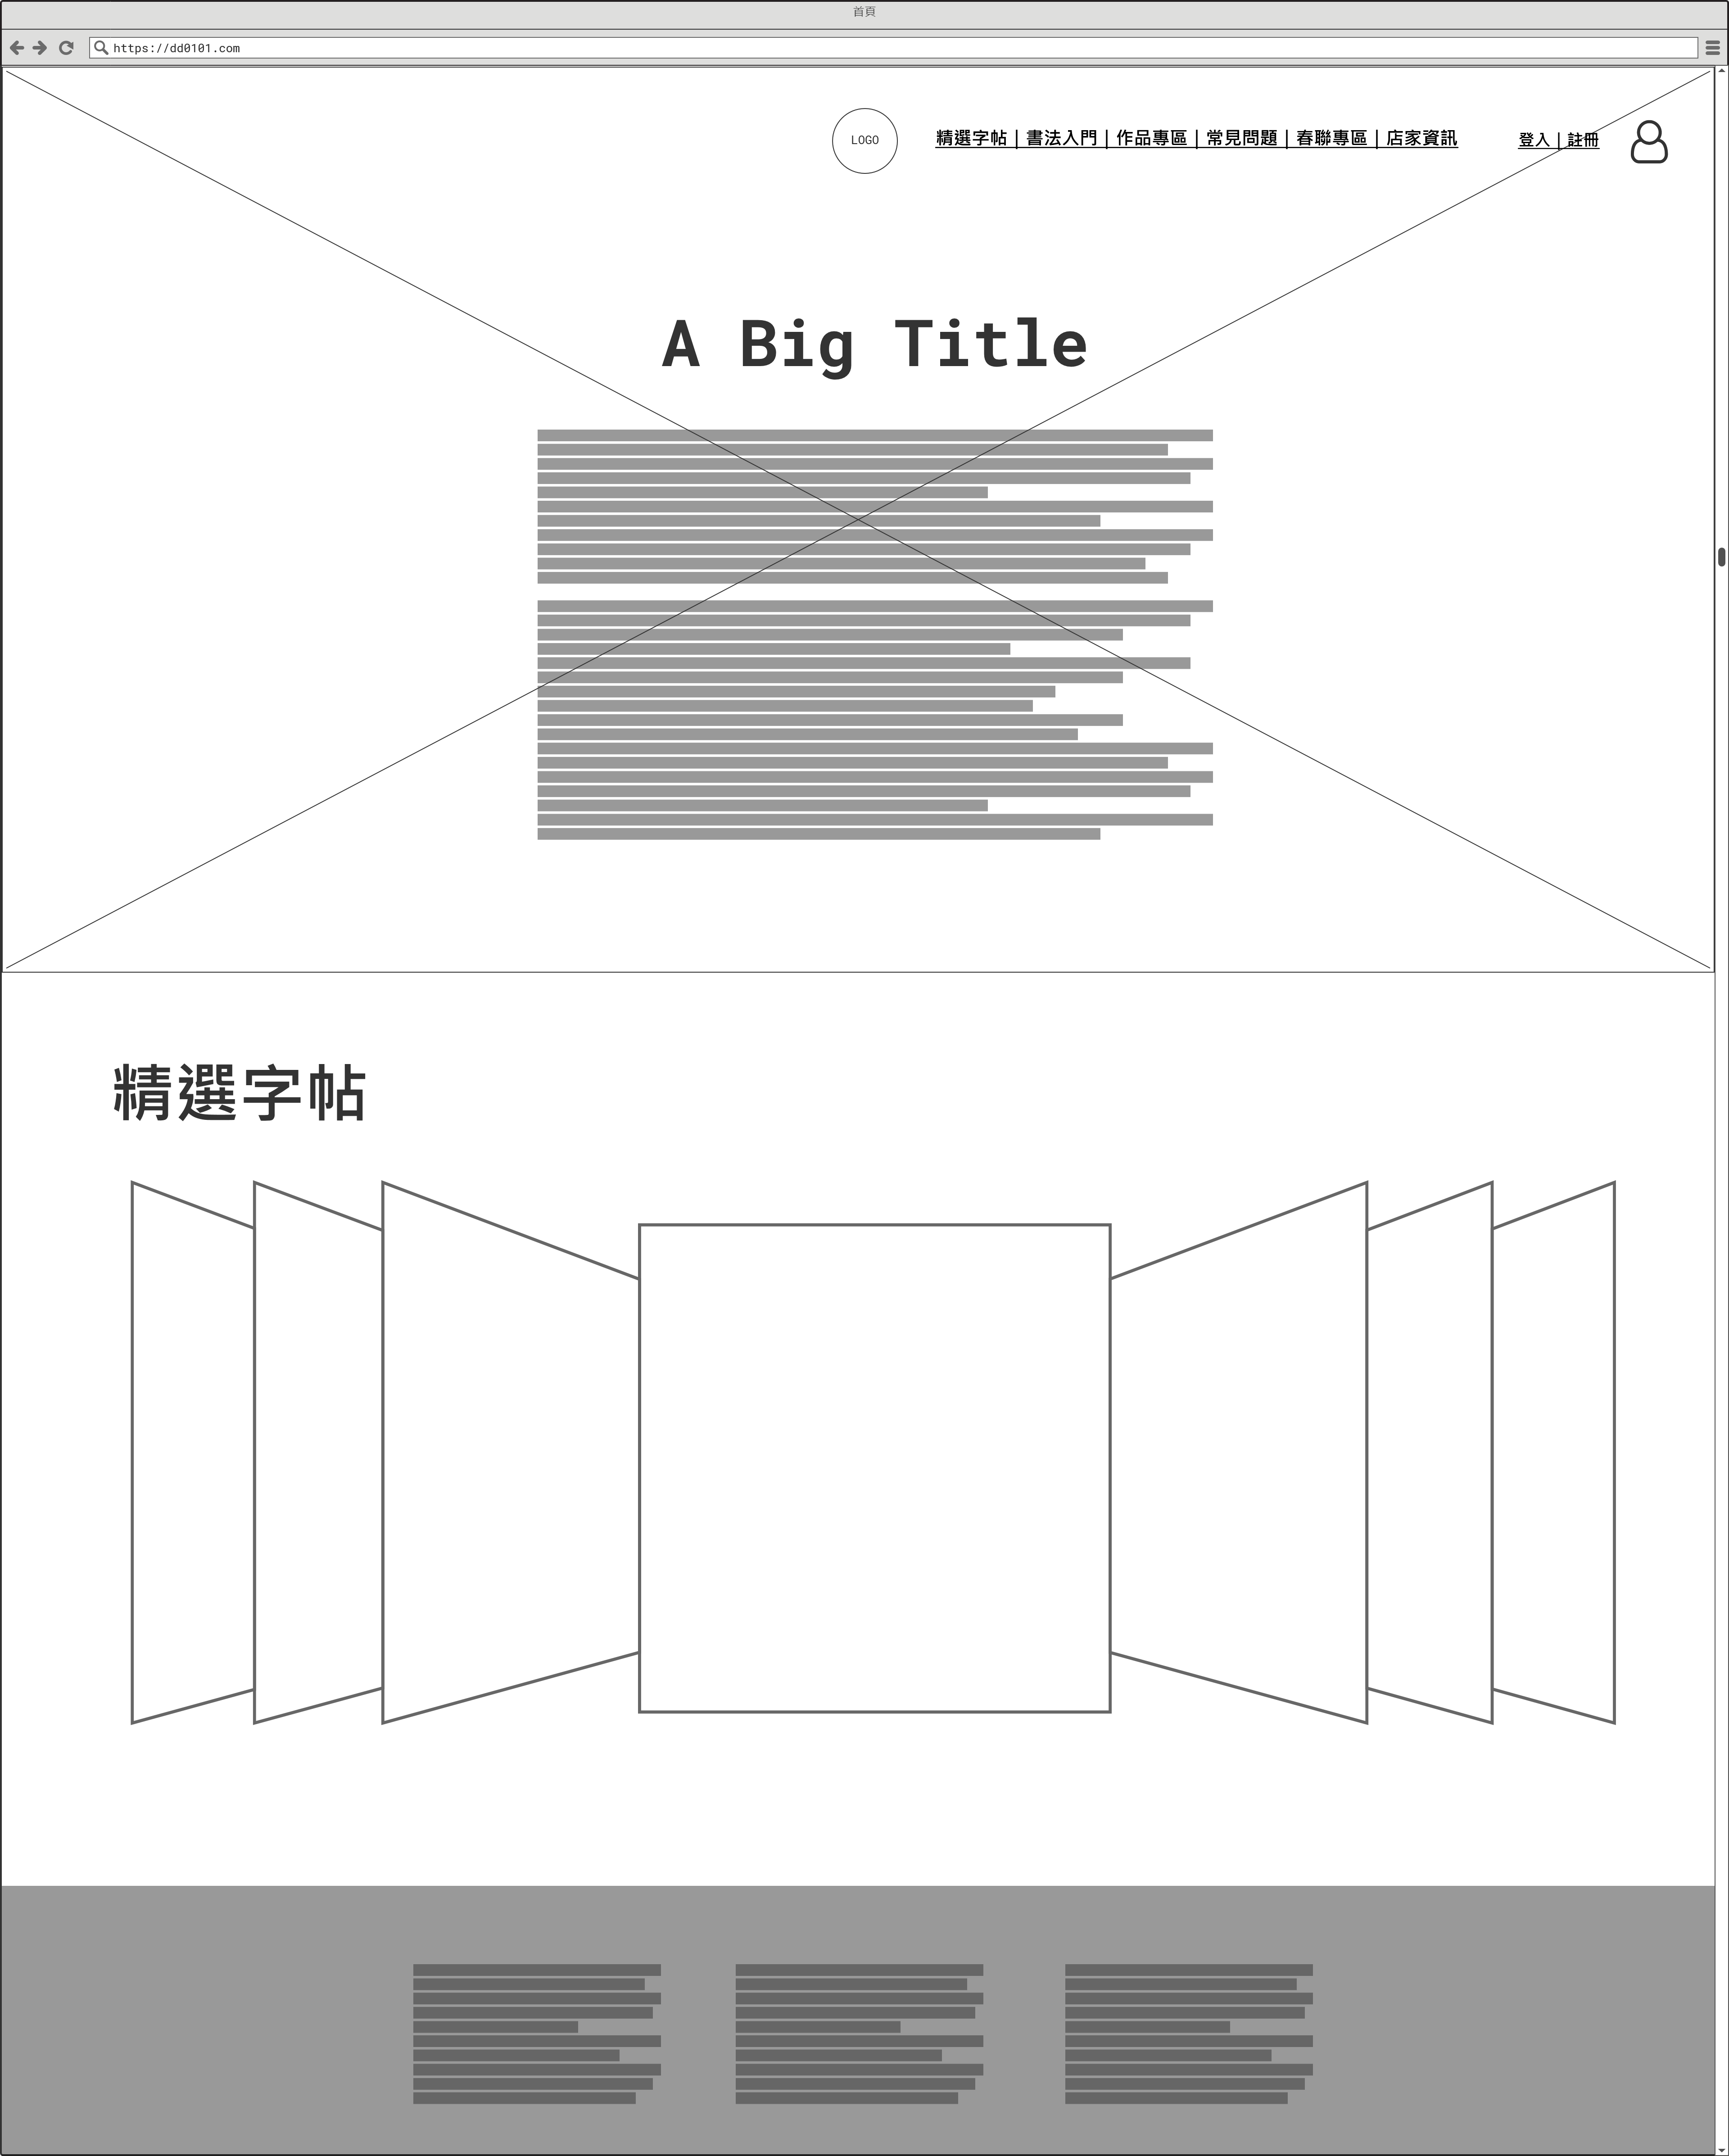 首頁
https://dd0101.com
LOGO
精選字帖 | 書法入門 | 作品專區 | 常見問題 | 春聯專區 | 店家資訊
登入 | 註冊
A Big Title
精選字帖